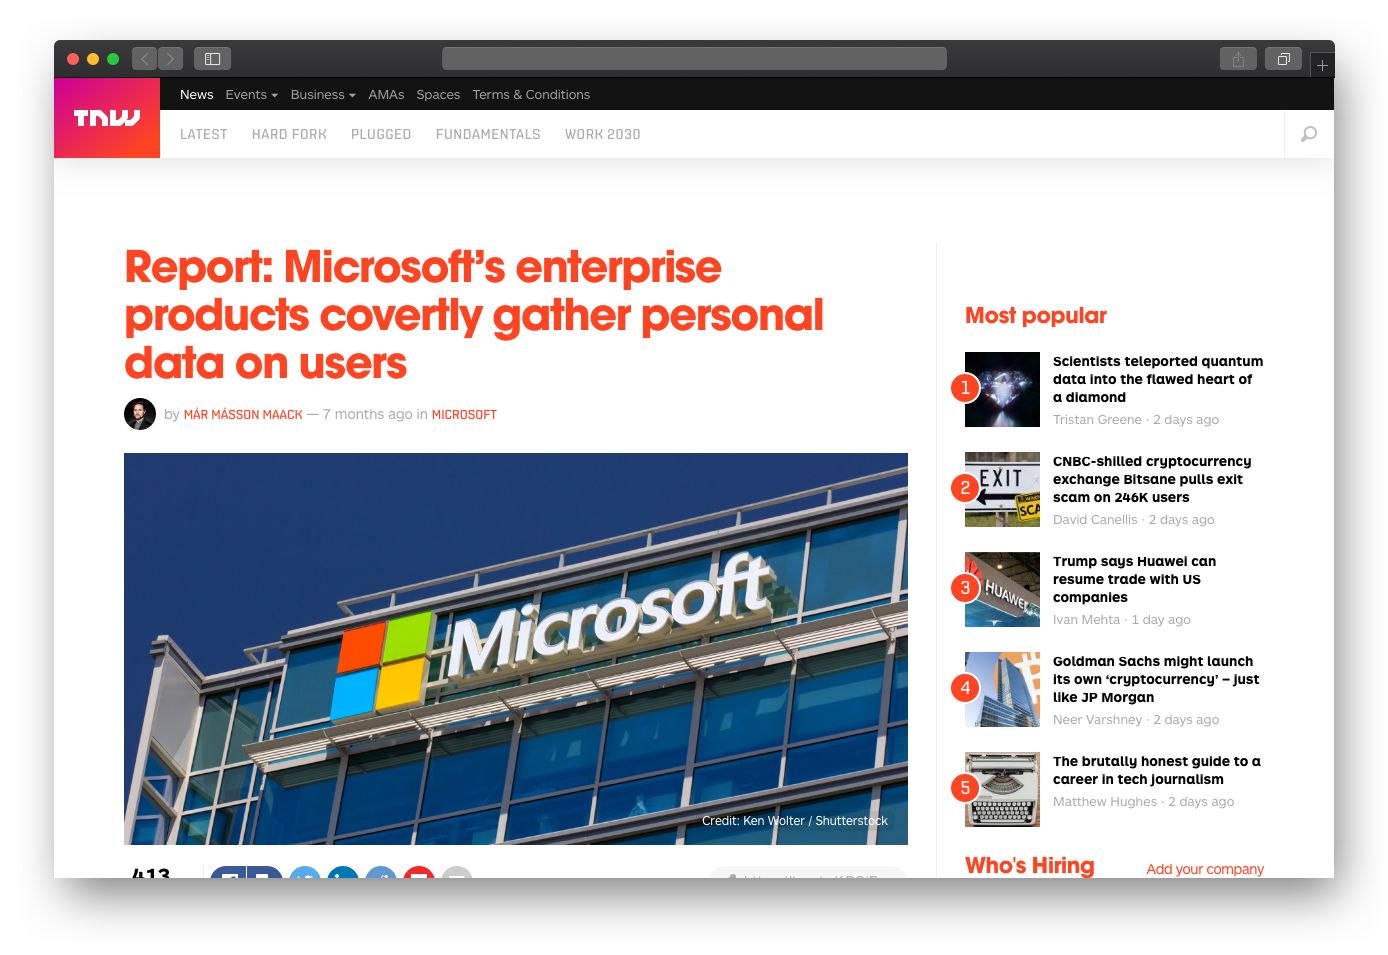 TNW
News Events Business AMAs Spaces Terms & Conditions
LATEST HARD FORK PLUGGED FUNDAMENTALS WORK 2030
Report: Microsoft’s enterprise
products covertly gather personal
data on users
by MÁR MÁSSON MAACK — 7 months ago in MICROSOFT
Microsoft
Credit: Ken Wolter / Shutterstock
413
Most popular
1
Scientists teleported quantum
data into the flawed heart of
a diamond
Tristan Greene · 2 days ago
EXIT
SCA
2
CNBC-shilled cryptocurrency
exchange Bitsane pulls exit
scam on 246K users
David Canellis · 2 days ago
HUAWEI
3
Trump says Huawei can
resume trade with US
companies
Ivan Mehta · 1 day ago
4
Goldman Sachs might launch
its own ‘cryptocurrency’ – just
like JP Morgan
Neer Varshney · 2 days ago
5
The brutally honest guide to a
career in tech journalism
Matthew Hughes · 2 days ago
Who's Hiring
Add your company